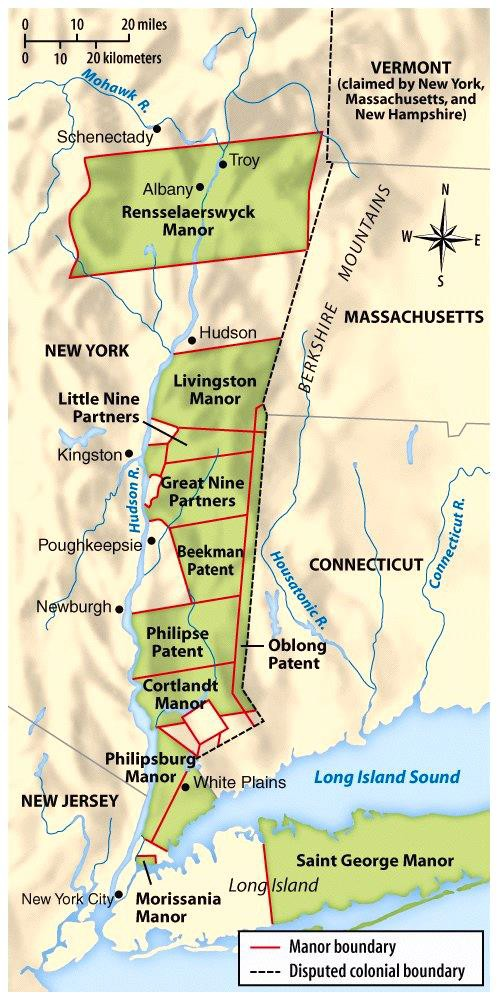 0 10 20 miles
0 10 20 kilometers
VERMONT
(claimed by New York,
Massachusetts, and
New Hampshire)
Mohawk R.
Schenectady
Troy
Albany
Rensselaerswyck
Manor
N
W E
S
BERKSHIRE MOUNTAINS
MASSACHUSETTS
Hudson
NEW YORK
Livingston
Manor
Little Nine
Partners
Kingston
Hudson R.
Great Nine
Partners
Connecticut R.
Poughkeepsie
Beekman
Patent
CONNECTICUT
Housatonic R.
Newburgh
Philipse
Patent
Oblong
Patent
Cortlandt
Manor
Philipsburg
Manor
White Plains
Long Island Sound
NEW JERSEY
Saint George Manor
Long Island
New York City
Morissania
Manor
Manor boundary
Disputed colonial boundary